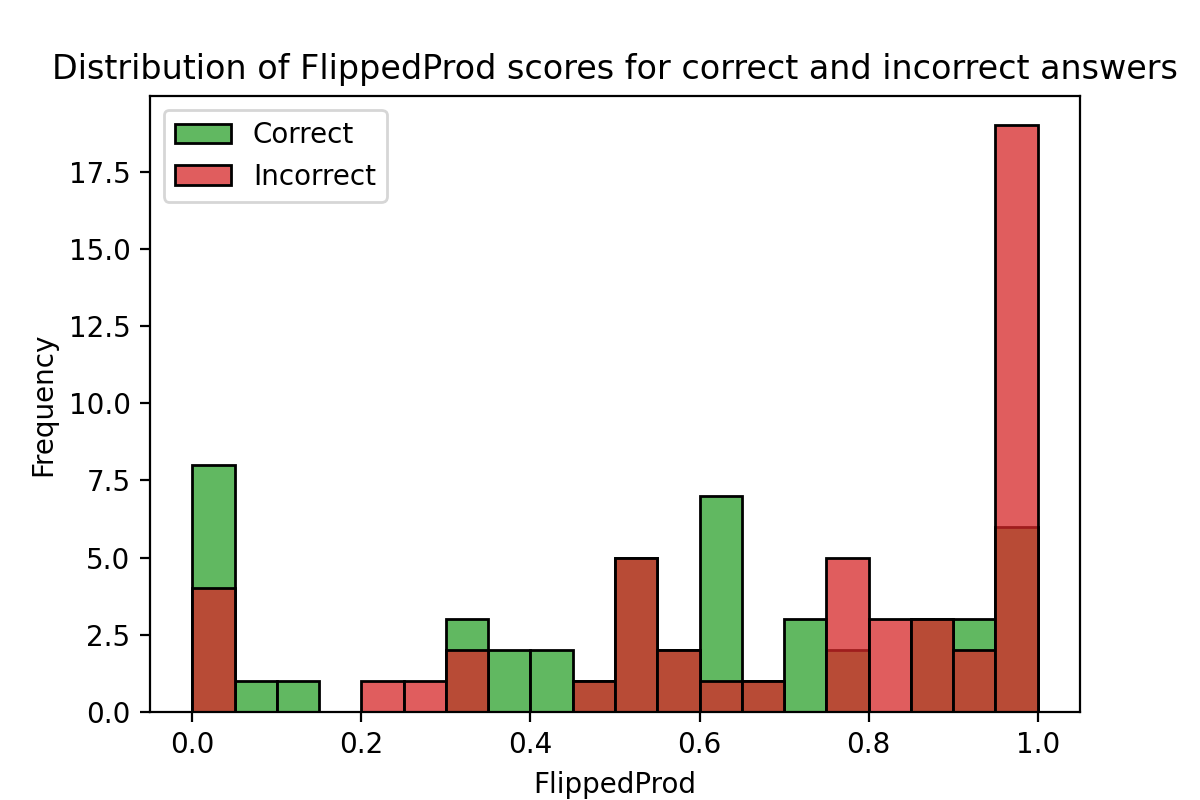 Distribution of FlippedProd scores for correct and incorrect answers
Correct
Incorrect
17.5
15.0
12.5
10.0
7.5
5.0
2.5
0.0
Frequency
0.0 0.2 0.4 0.6 0.8 1.0
FlippedProd